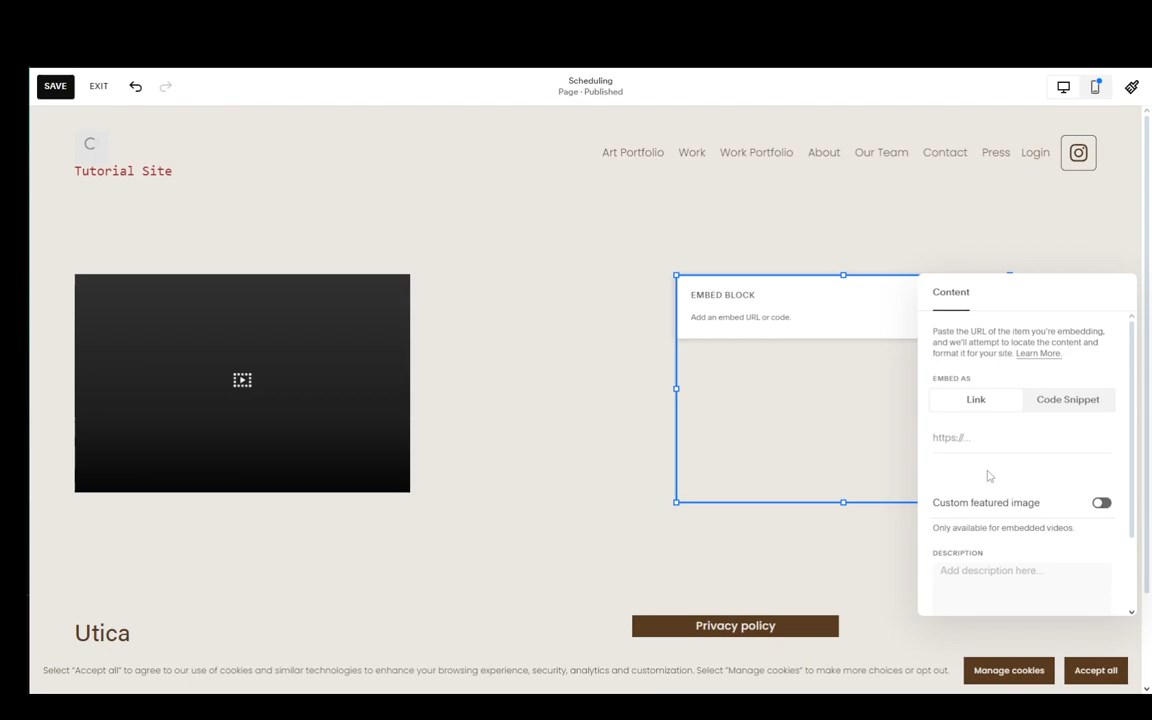 SAVE EXIT
Scheduling
Page · Published
C
Tutorial Site
Art Portfolio Work Work Portfolio About Our Team Contact Press Login
EMBED BLOCK
Add an embed URL or code.
Content
Paste the URL of the item you're embedding,
and we'll attempt to locate the content and
format it for your site. Learn More.
EMBED AS
Link Code Snippet
https://...
Custom featured image
Only available for embedded videos.
DESCRIPTION
Add description here...
Utica
Privacy policy
Select "Accept all" to agree to our use of cookies and similar technologies to enhance your browsing experience, security, analytics and customization. Select "Manage cookies" to make more choices or opt out.
Manage cookies Accept all